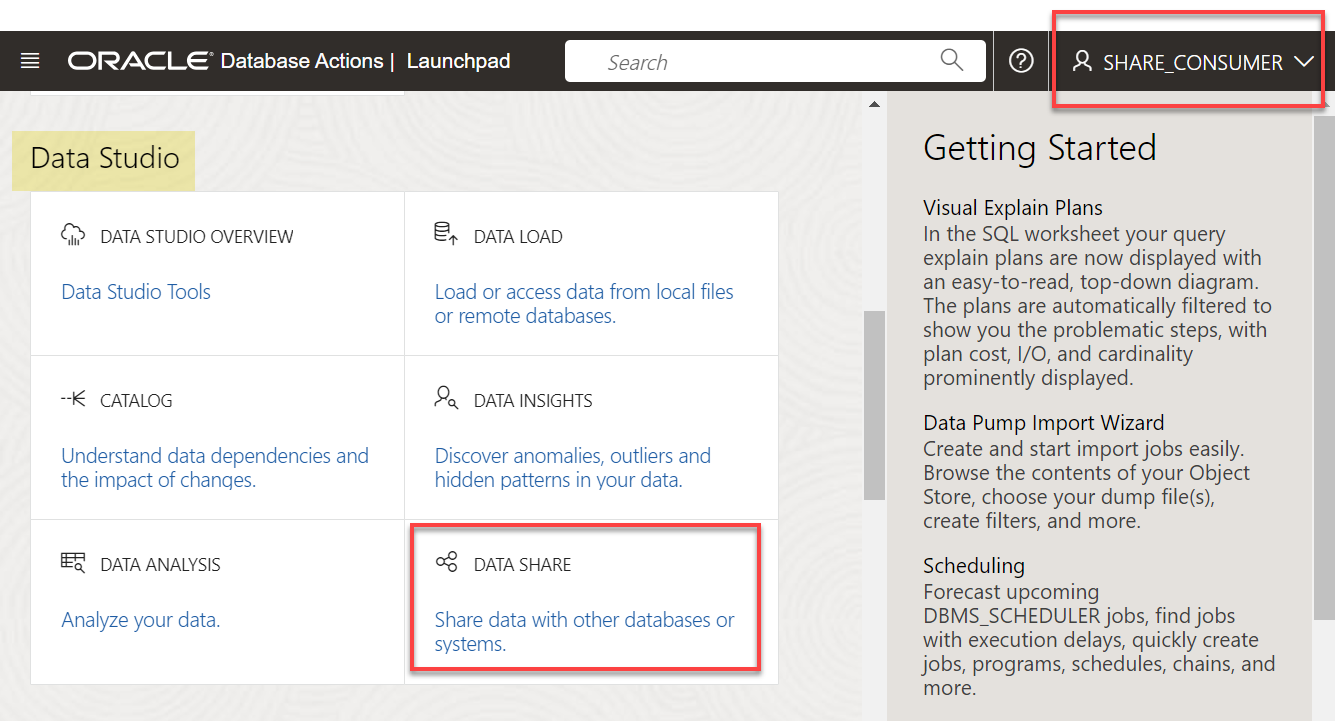 ORACLE Database Actions | Launchpad
Search
SHARE_CONSUMER
Data Studio
DATA STUDIO OVERVIEW
Data Studio Tools
DATA LOAD
Load or access data from local files
or remote databases.
CATALOG
Understand data dependencies and
the impact of changes.
DATA INSIGHTS
Discover anomalies, outliers and
hidden patterns in your data.
DATA ANALYSIS
Analyze your data.
DATA SHARE
Share data with other databases or
systems.
Getting Started
Visual Explain Plans
In the SQL worksheet your query
explain plans are now displayed with
an easy-to-read, top-down diagram.
The plans are automatically filtered to
show you the problematic steps, with
plan cost, I/O, and cardinality
prominently displayed.
Data Pump Import Wizard
Create and start import jobs easily.
Browse the contents of your Object
Store, choose your dump file(s),
create filters, and more.
Scheduling
Forecast upcoming
DBMS_SCHEDULER jobs, find jobs
with execution delays, quickly create
jobs, programs, schedules, chains, and
more.